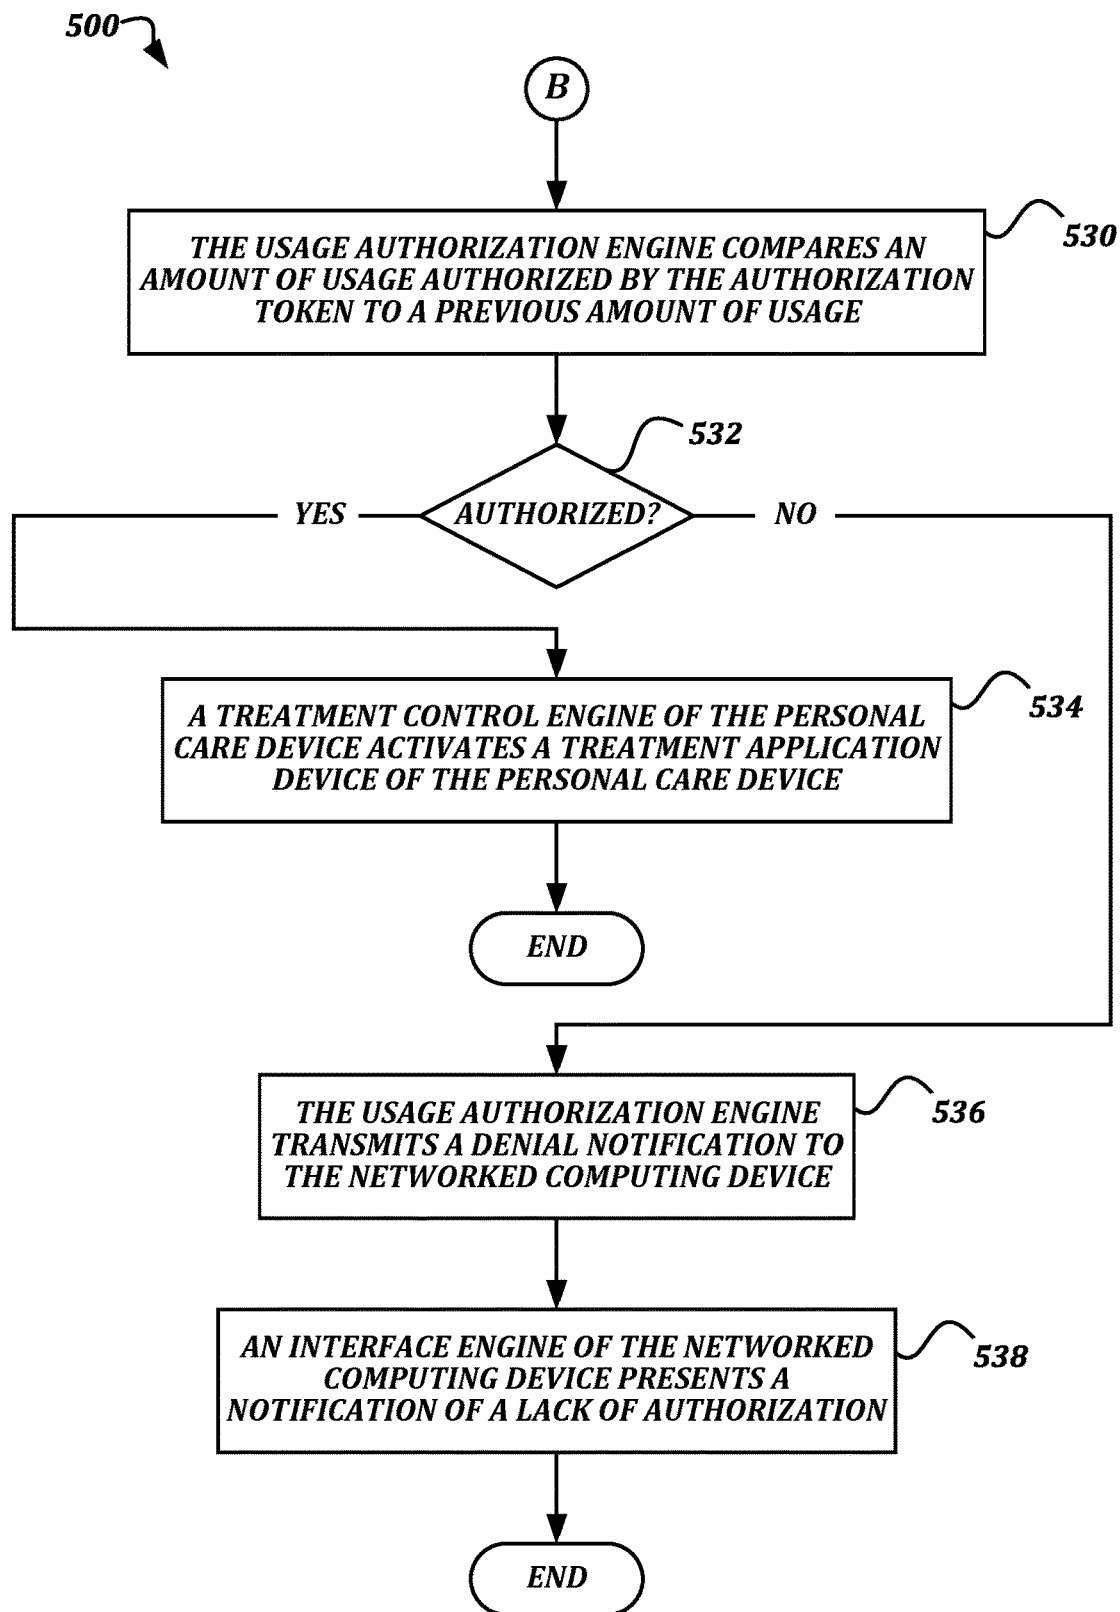 500
B
THE USAGE AUTHORIZATION ENGINE COMPARES AN
AMOUNT OF USAGE AUTHORIZED BY THE AUTHORIZATION
TOKEN TO A PREVIOUS AMOUNT OF USAGE
530
532
YES
AUTHORIZED?
NO
A TREATMENT CONTROL ENGINE OF THE PERSONAL
CARE DEVICE ACTIVATES A TREATMENT APPLICATION
DEVICE OF THE PERSONAL CARE DEVICE
534
END
THE USAGE AUTHORIZATION ENGINE
TRANSMITS A DENIAL NOTIFICATION TO
THE NETWORKED COMPUTING DEVICE
536
AN INTERFACE ENGINE OF THE NETWORKED
COMPUTING DEVICE PRESENTS A
NOTIFICATION OF A LACK OF AUTHORIZATION
538
END